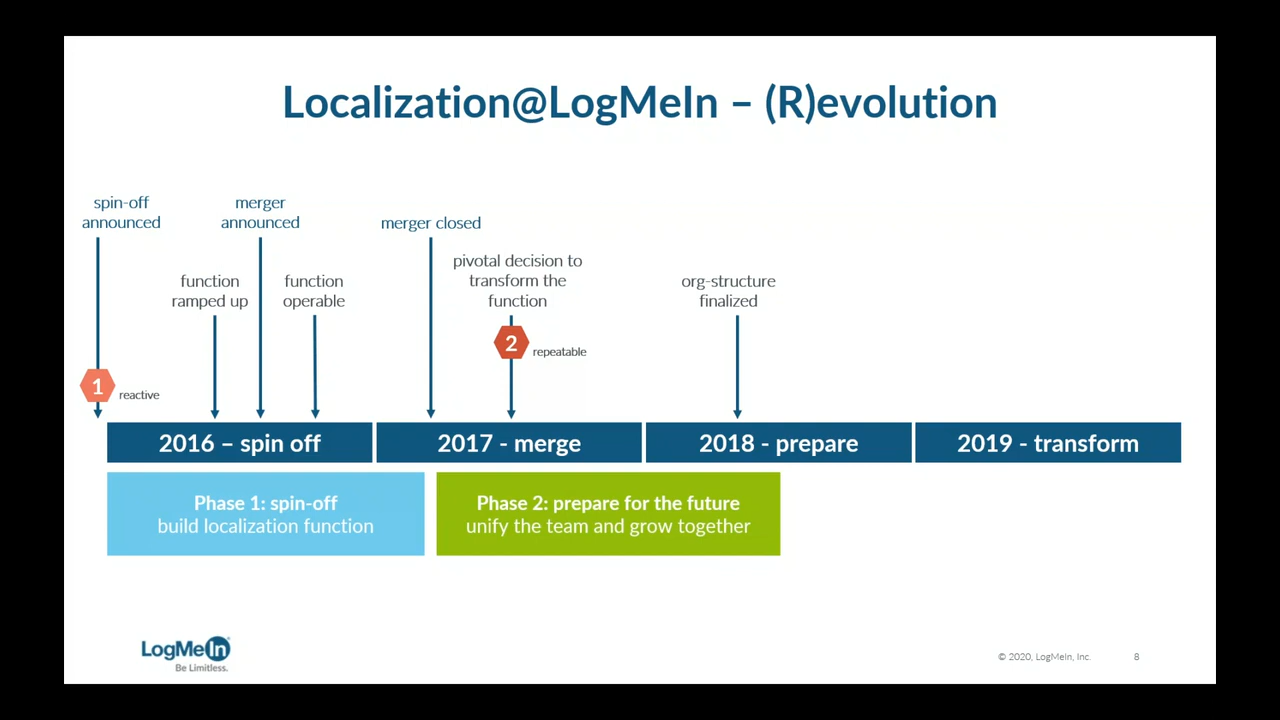 Localization@LogMeIn – (R)evolution
spin-off
announced
merger
announced
merger closed
function
ramped up
function
operable
pivotal decision to
transform the
function
org-structure
finalized
1
reactive
2
repeatable
2016 – spin off
2017 - merge
2018 - prepare
2019 - transform
Phase 1: spin-off
build localization function
Phase 2: prepare for the future
unify the team and grow together
LogMeIn
Be Limitless.
© 2020, LogMeIn, Inc.
8